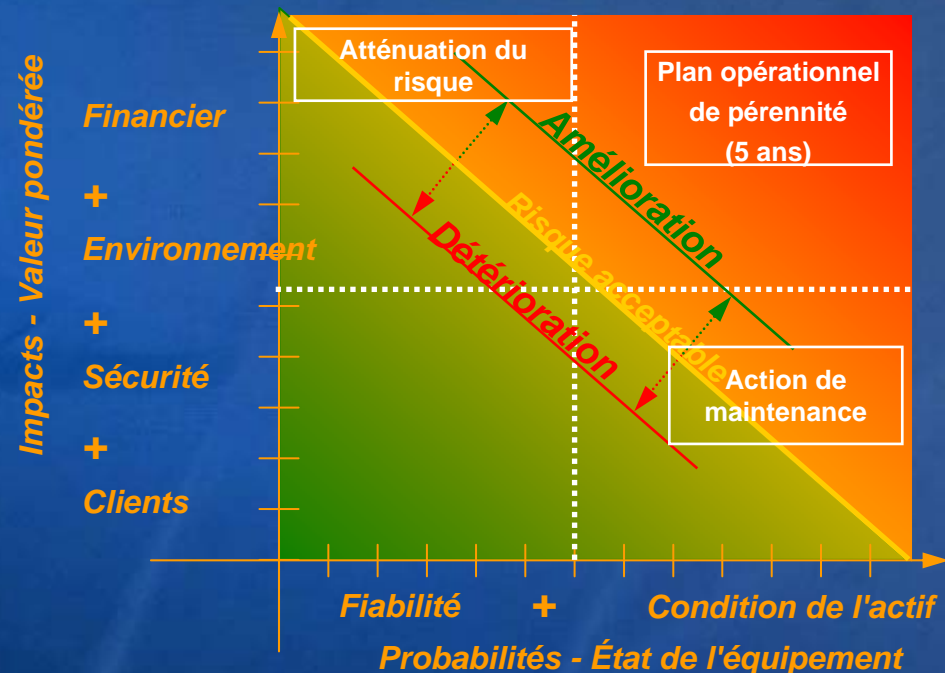 Impacts - Valeur pondérée
Financier
+
Environnement
+
Sécurité
+
Clients
Atténuation du
risque
Plan opérationnel
de pérennité
(5 ans)
Amélioration
Risque acceptable
Détérioration
Action de
maintenance
Fiabilité + Condition de l'actif
Probabilités - État de l'équipement